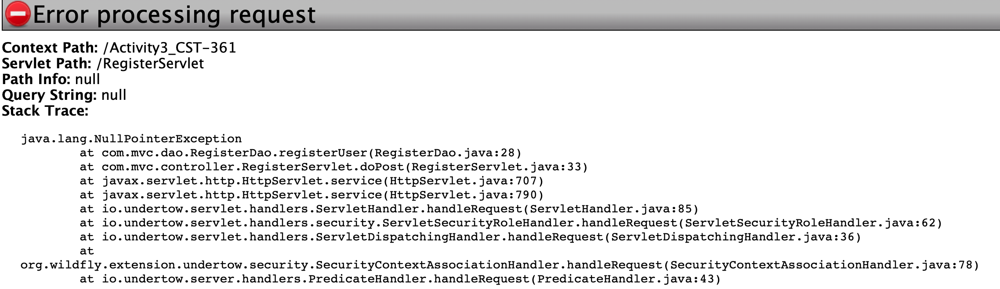 Error processing request
Context Path: /Activity3_CST-361
Servlet Path: /RegisterServlet
Path Info: null
Query String: null
Stack Trace:
java.lang.NullPointerException
at com.mvc.dao.RegisterDao.registerUser(RegisterDao.java:28)
at com.mvc.controller.RegisterServlet.doPost(RegisterServlet.java:33)
at javax.servlet.http.HttpServlet.service(HttpServlet.java:707)
at javax.servlet.http.HttpServlet.service(HttpServlet.java:790)
at io.undertow.servlet.handlers.ServletHandler.handleRequest(ServletHandler.java:85)
at io.undertow.servlet.handlers.security.ServletSecurityRoleHandler.handleRequest(ServletSecurityRoleHandler.java:62)
at io.undertow.servlet.handlers.ServletDispatchingHandler.handleRequest(ServletDispatchingHandler.java:36)
at
org.wildfly.extension.undertow.security.SecurityContextAssociationHandler.handleRequest(SecurityContextAssociationHandler.java:78)
at io.undertow.server.handlers.PredicateHandler.handleRequest(PredicateHandler.java:43)